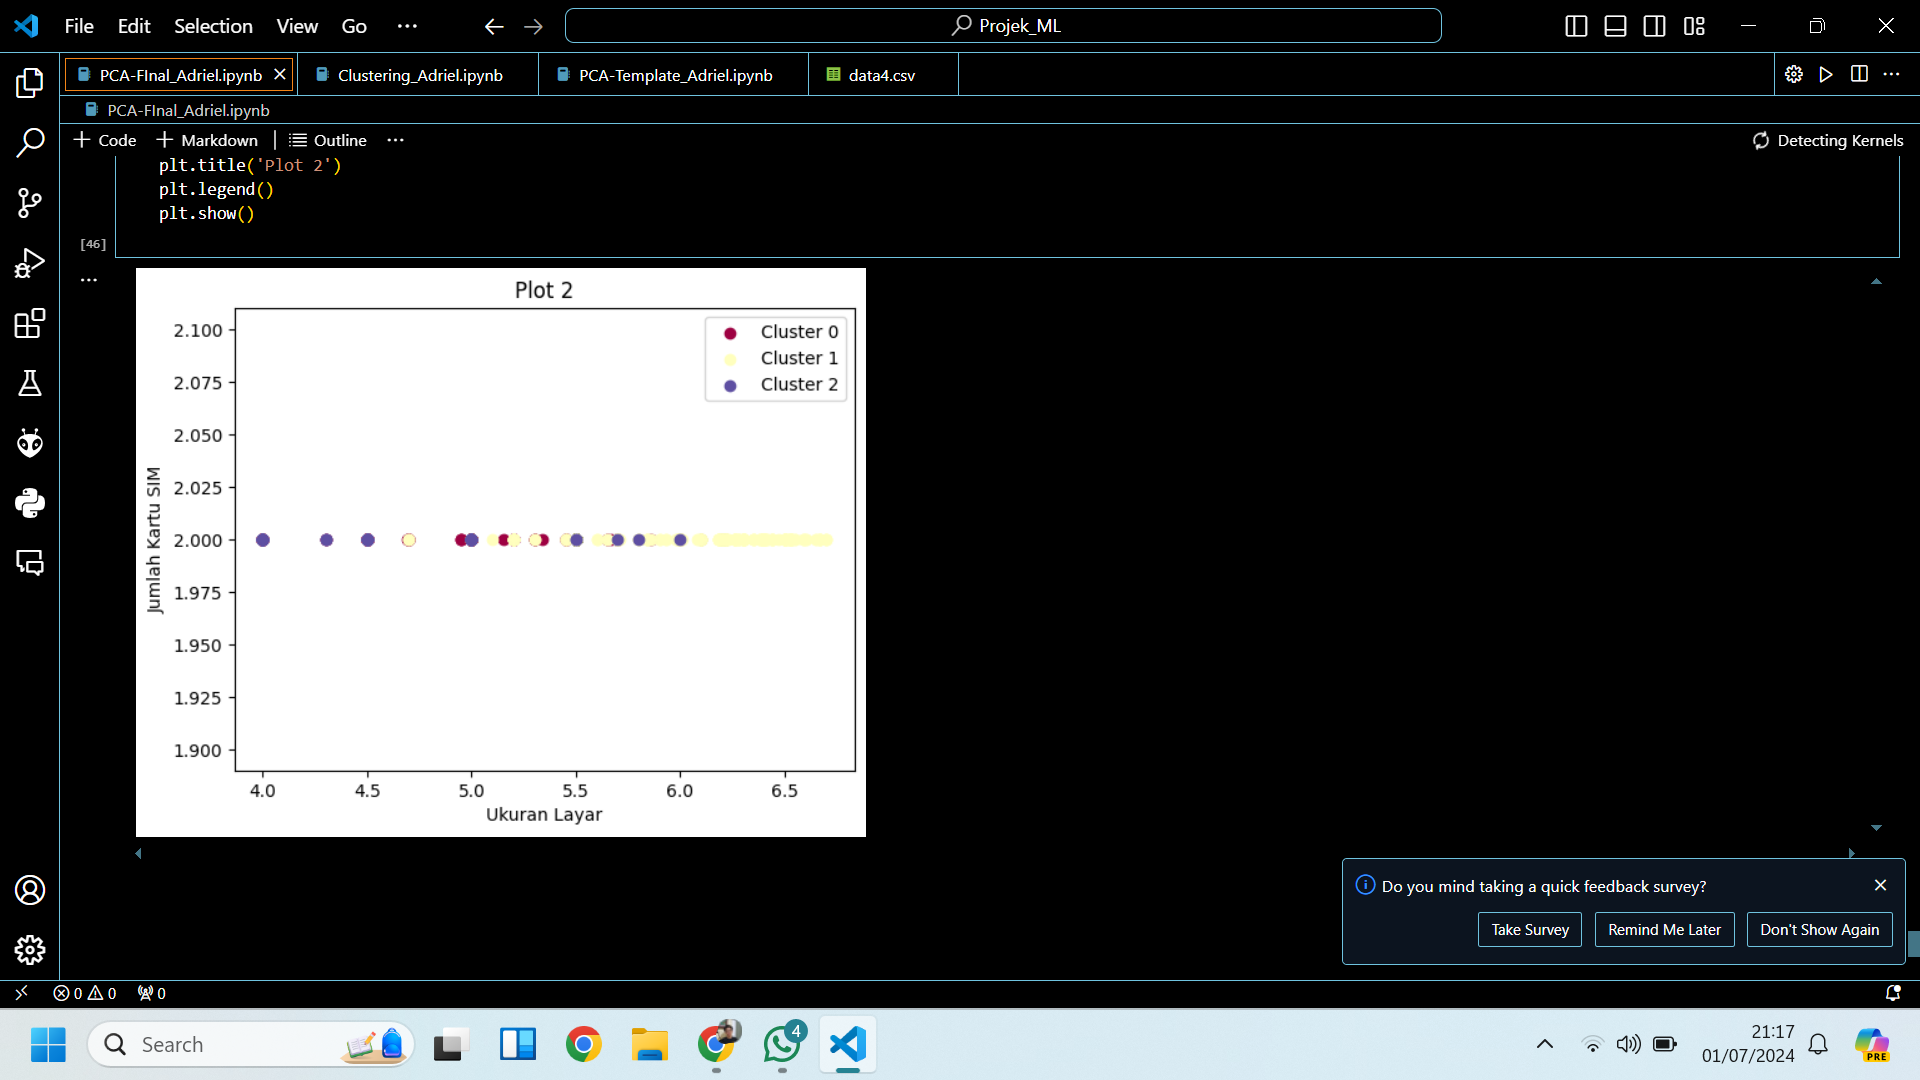 File Edit Selection View Go ··· Projek_ML
PCA-FInal_Adriel.ipynb Clustering_Adriel.ipynb PCA-Template_Adriel.ipynb data4.csv
PCA-FInal_Adriel.ipynb
+ Code + Markdown | Outline ··· Detecting Kernels
plt.title('Plot 2')
plt.legend()
plt.show()
[46]
Plot 2
Cluster 0
Cluster 1
Cluster 2
2.100
2.075
2.050
2.025
2.000
1.975
1.950
1.925
1.900
Jumlah Kartu SIM
4.0 4.5 5.0 5.5 6.0 6.5
Ukuran Layar
Do you mind taking a quick feedback survey?
Take Survey Remind Me Later Don't Show Again
0 0 0
Search 4 21:17 PRE
01/07/2024